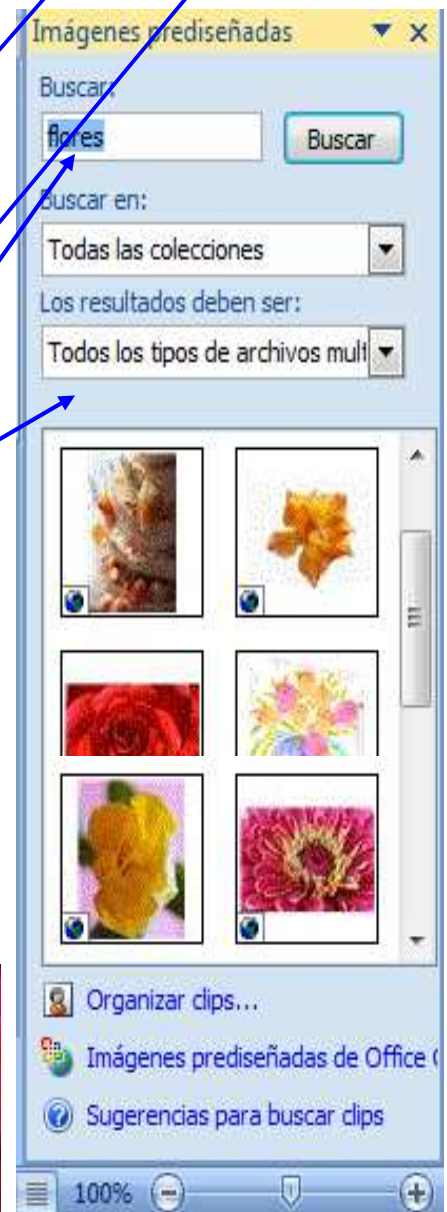 Imágenes prediseñadas
Buscar:
flores
Buscar
Buscar en:
Todas las colecciones
Los resultados deben ser:
Todos los tipos de archivos mult
Organizar clips...
Imágenes prediseñadas de Office
Sugerencias para buscar clips
100%